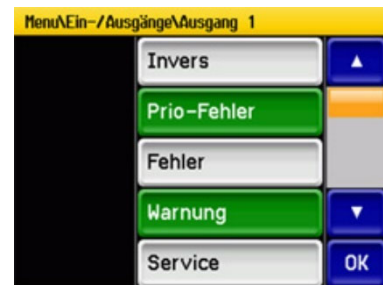 Menu\Ein-/Ausgänge\Ausgang 1
Invers
Prio-Fehler
Fehler
Warnung
Service
OK